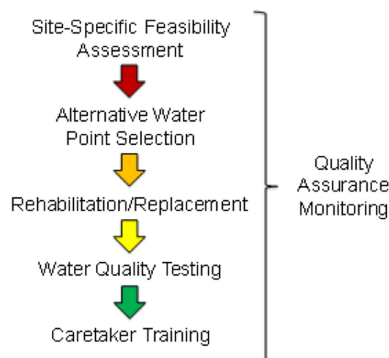 Site-Specific Feasibility
Assessment
Alternative Water
Point Selection
Rehabilitation/Replacement
Water Quality Testing
Caretaker Training
Quality
Assurance
Monitoring